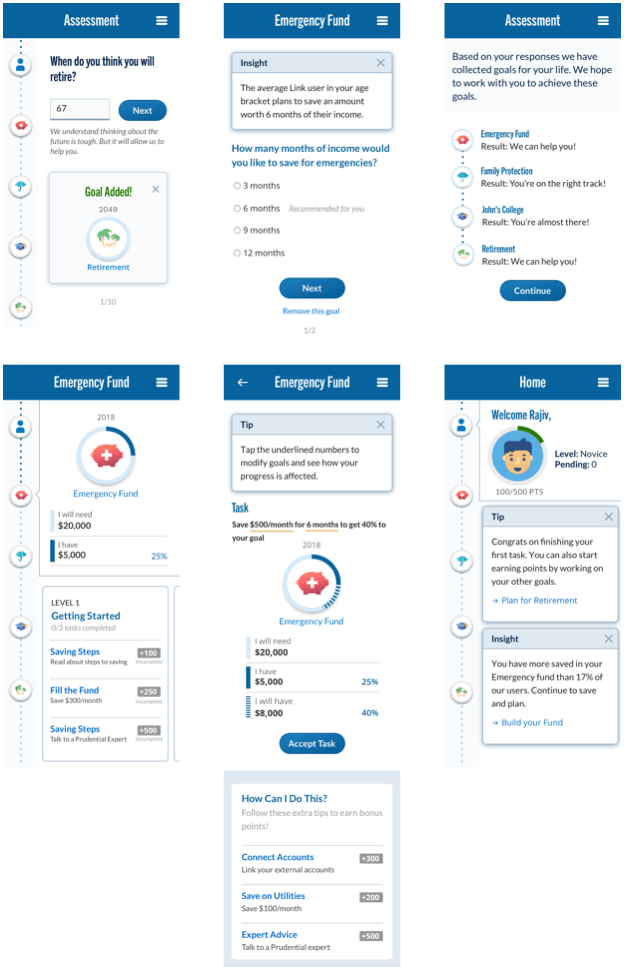 Assessment
When do you think you will
retire?
67
Next
We understand thinking about the
future is tough. But it will allow us to
help you.
Goal Added!
2049
Retirement
1/10
Emergency Fund
Insight
The average Link user in your age
bracket plans to save an amount
worth 6 months of their income.
How many months of income would
you like to save for emergencies?
3 months
6 months Recommended for you
9 months
12 months
Next
Remove this goal
1/2
Assessment
Based on your responses we have
collected goals for your life. We hope
to work with you to achieve these
goals.
Emergency Fund
Result: We can help you!
Family Protection
Result: You're on the right track!
John's College
Result: You're almost there!
Retirement
Result: We can help you!
Continue
Emergency Fund
2018
Emergency Fund
I will need
$20,000
I have
$5,000 25%
LEVEL 1
Getting Started
0/3 tasks completed
Saving Steps +100
Read about steps to saving Incomplete
Fill the Fund +250
Save $300/month Incomplete
Saving Steps +500
Talk to a Prudential Expert Incomplete
Emergency Fund
Tip
Tap the underlined numbers to
modify goals and see how your
progress is affected.
Task
Save $500/month for 6 months to get 40% to
your goal
2018
Emergency Fund
I will need
$20,000
I have
$5,000 25%
I will have
$8,000 40%
Accept Task
How Can I Do This?
Follow these extra tips to earn bonus
points!
Connect Accounts +300
Link your external accounts
Save on Utilities +200
Save $100/month
Expert Advice +500
Talk to a Prudential expert
Home
Welcome Rajiv,
Level: Novice
Pending: 0
100/500 PTS
Tip
Congrats on finishing your
first task. You can also start
earning points by working on
your other goals.
→ Plan for Retirement
Insight
You have more saved in your
Emergency fund than 17% of
our users. Continue to save
and plan.
→ Build your Fund